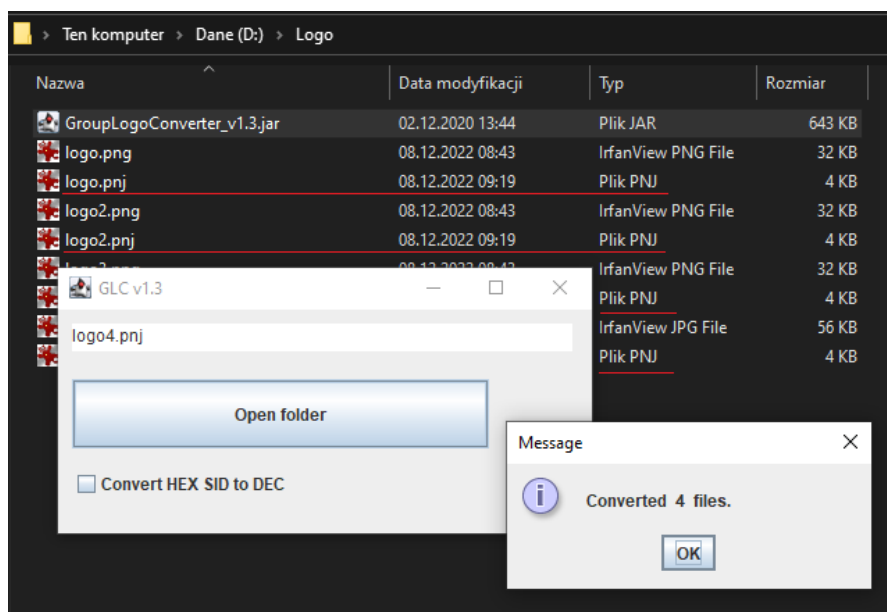 Ten komputer > Dane (D:) > Logo
Nazwa Data modyfikacji Typ Rozmiar
GroupLogoConverter_v1.3.jar 02.12.2020 13:44 Plik JAR 643 KB
logo.png 08.12.2022 08:43 IrfanView PNG File 32 KB
logo.pnj 08.12.2022 09:19 Plik PNJ 4 KB
logo2.png 08.12.2022 08:43 IrfanView PNG File 32 KB
logo2.pnj 08.12.2022 09:19 Plik PNJ 4 KB
IrfanView PNG File 32 KB
GLC v1.3
Plik PNJ 4 KB
IrfanView JPG File 56 KB
logo4.pnj
Plik PNJ 4 KB
Open folder
Convert HEX SID to DEC
Message
Converted 4 files.
OK